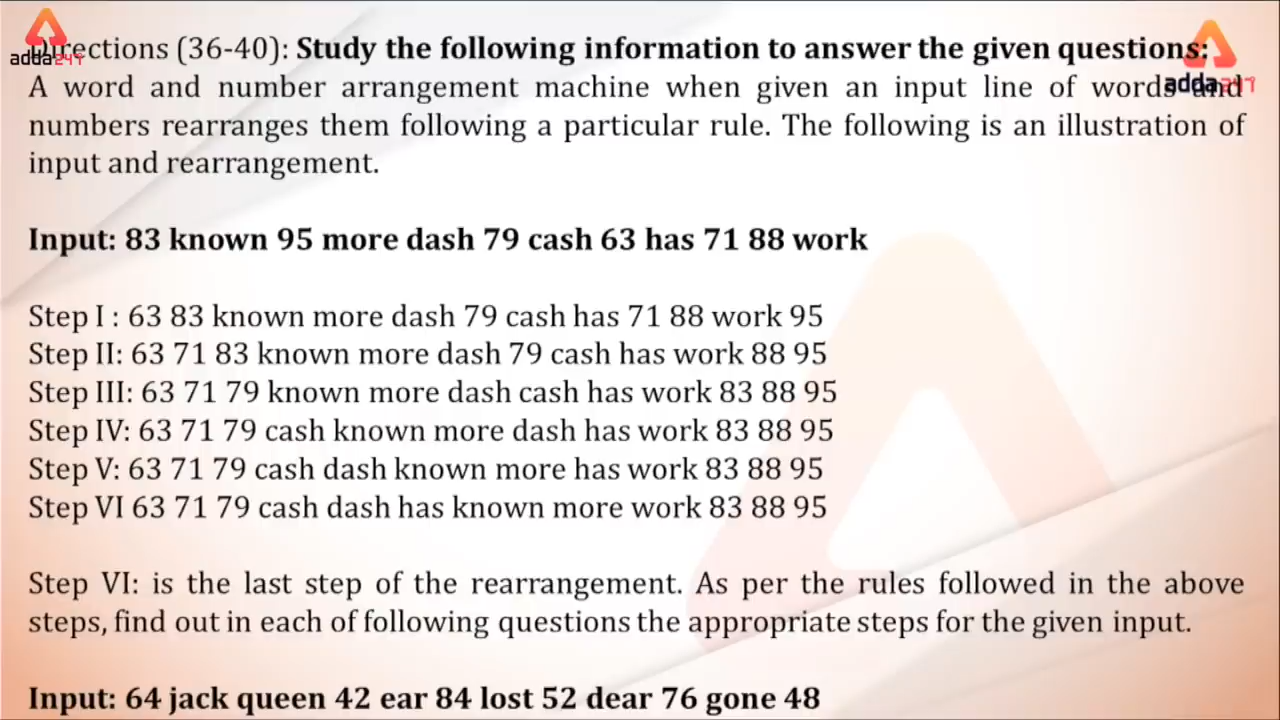 Directions (36-40): Study the following information to answer the given questions:
adda247
A word and number arrangement machine when given an input line of words and
adda247
numbers rearranges them following a particular rule. The following is an illustration of
input and rearrangement.
Input: 83 known 95 more dash 79 cash 63 has 71 88 work
Step I : 63 83 known more dash 79 cash has 71 88 work 95
Step II: 63 71 83 known more dash 79 cash has work 88 95
Step III: 63 71 79 known more dash cash has work 83 88 95
Step IV: 63 71 79 cash known more dash has work 83 88 95
Step V: 63 71 79 cash dash known more has work 83 88 95
Step VI 63 71 79 cash dash has known more work 83 88 95
Step VI: is the last step of the rearrangement. As per the rules followed in the above
steps, find out in each of following questions the appropriate steps for the given input.
Input: 64 jack queen 42 ear 84 lost 52 dear 76 gone 48